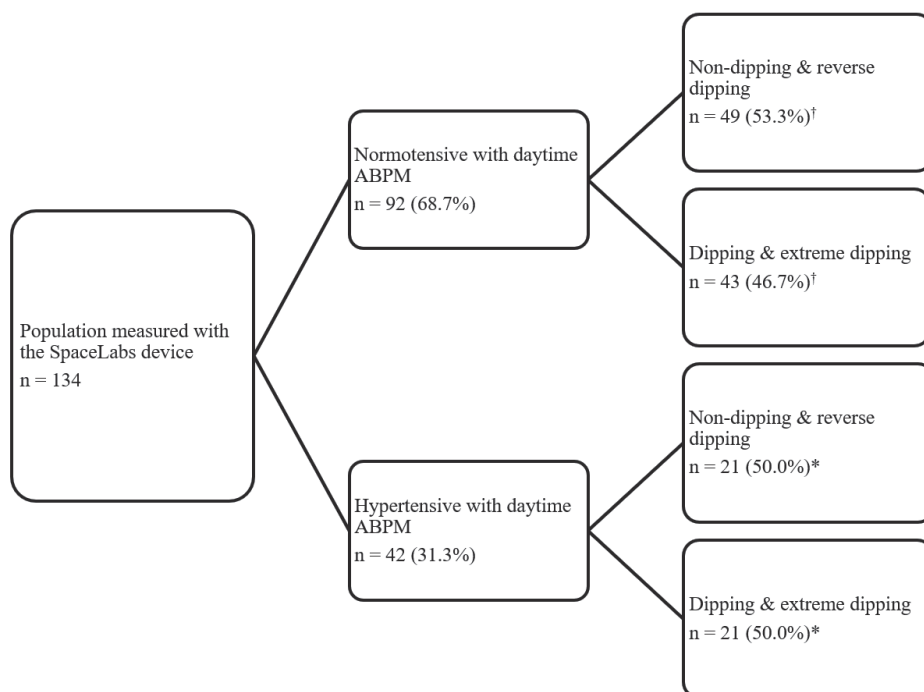 Population measured with
the SpaceLabs device
n = 134
Normotensive with daytime
ABPM
n = 92 (68.7%)
Hypertensive with daytime
ABPM
n = 42 (31.3%)
Non-dipping & reverse
dipping
n = 49 (53.3%)†
Dipping & extreme dipping
n = 43 (46.7%)†
Non-dipping & reverse
dipping
n = 21 (50.0%)*
Dipping & extreme dipping
n = 21 (50.0%)*